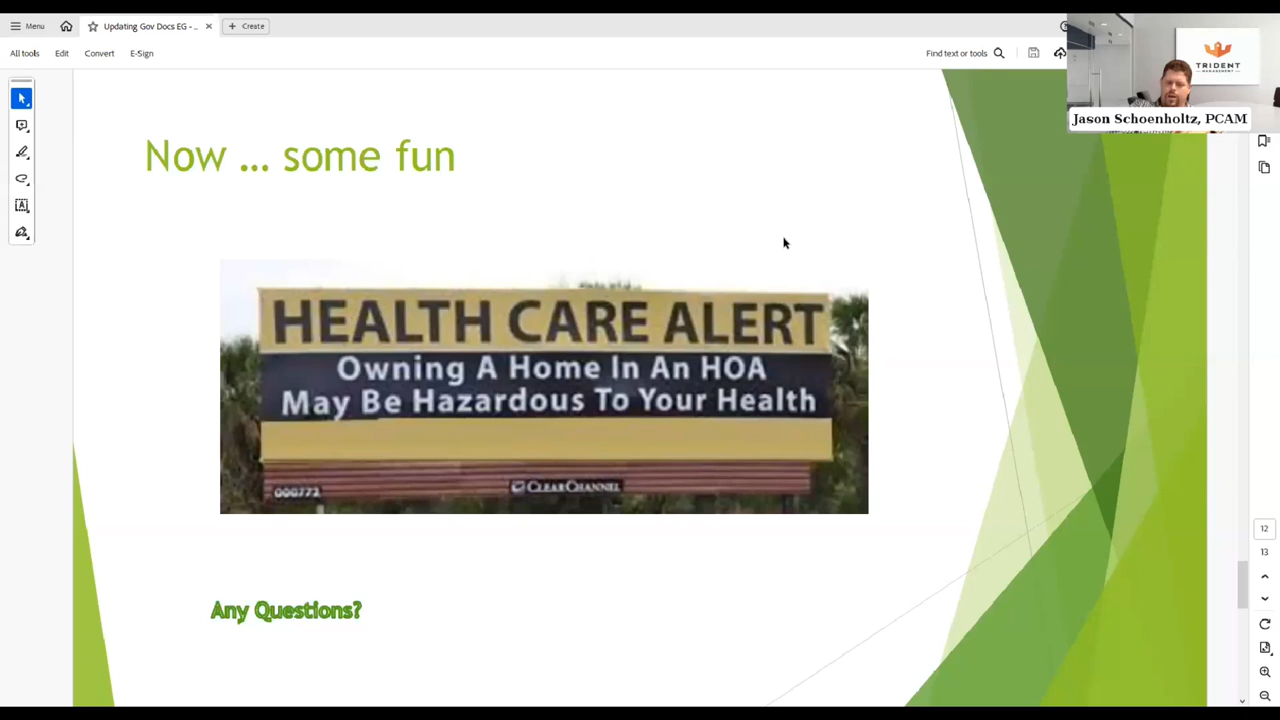 Menu
Updating Gov Docs EG - ...
Create
All tools
Edit
Convert
E-Sign
Find text or tools
TRIDENT
MANAGEMENT
Jason Schoenholtz, PCAM
Now ... some fun
HEALTH CARE ALERT
Owning A Home In An HOA
May Be Hazardous To Your Health
000772
CLEARCHANNEL
Any Questions?
12
13